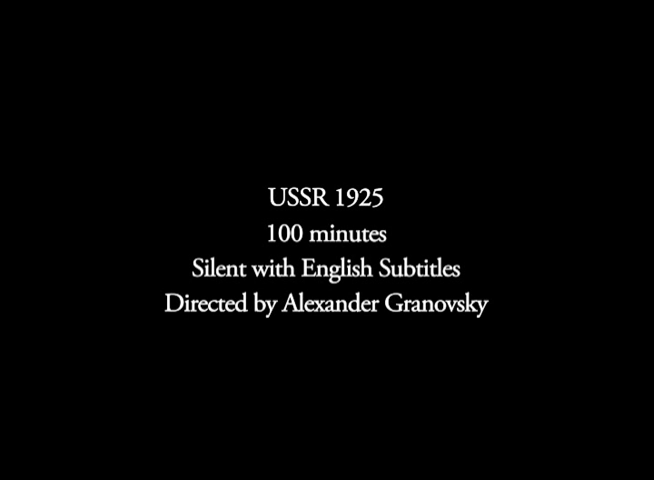 USSR 1925
100 minutes
Silent with English Subtitles
Directed by Alexander Granovsky